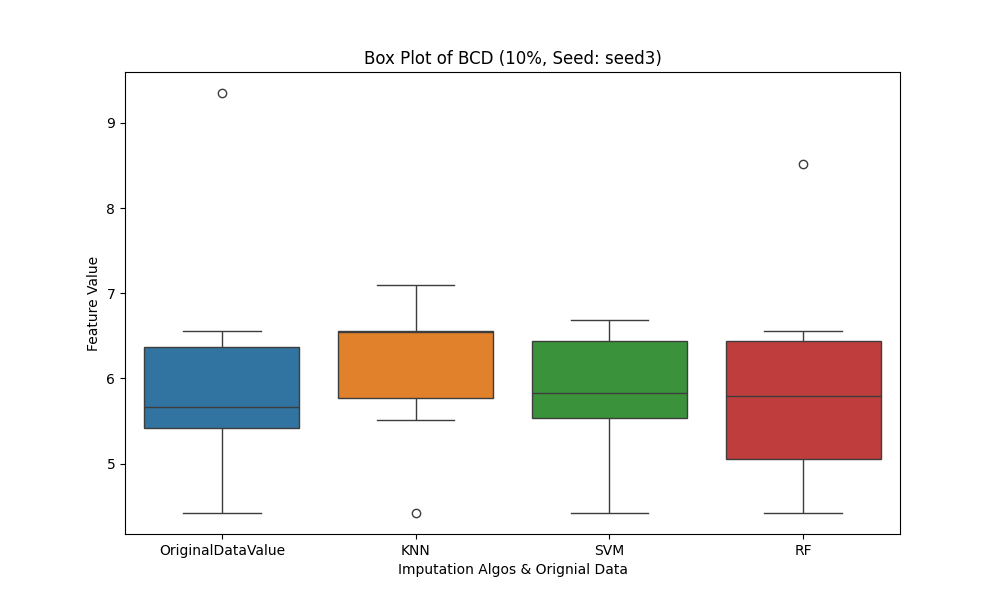 Box Plot of BCD (10%, Seed: seed3)
Feature Value
9
8
7
6
5
OriginalDataValue KNN SVM RF
Imputation Algos & Orignial Data